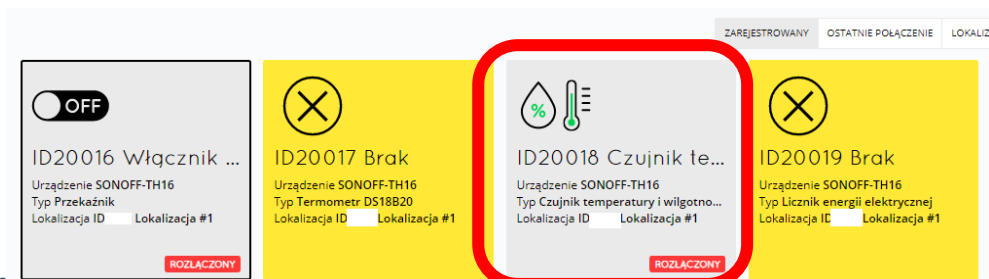 ZAREJESTROWANY OSTATNIE POŁĄCZENIE LOKALIZ
OFF
ID20016 Włącznik ...
Urządzenie SONOFF-TH16
Typ Przekaźnik
Lokalizacja ID Lokalizacja #1
ROZŁĄCZONY
ID20017 Brak
Urządzenie SONOFF-TH16
Typ Termometr DS18B20
Lokalizacja ID Lokalizacja #1
%
ID20018 Czujnik te...
Urządzenie SONOFF-TH16
Typ Czujnik temperatury i wilgotno...
Lokalizacja ID Lokalizacja #1
ROZŁĄCZONY
ID20019 Brak
Urządzenie SONOFF-TH16
Typ Licznik energii elektrycznej
Lokalizacja ID Lokalizacja #1